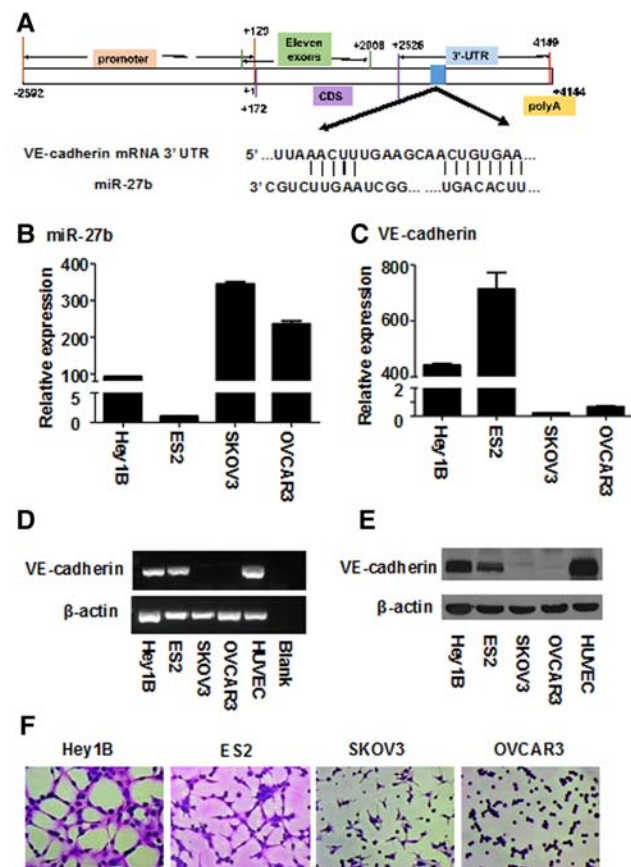 A
+120
+2008
+2526
4149
promoter
Eleven
exons
3'-UTR
-2592
+1
+172
CDS
+4144
polyA
VE-cadherin mRNA 3' UTR 5' ...UUAAACUUUGAAGCAACUGUGAA...
miR-27b 3' CGUCUUGAAUCGG... ....UGACACUU...
B miR-27b
Relative expression
400
300
200
100
5
0
Hey1B ES2 SKOV3 OVCAR3
C VE-cadherin
Relative expression
800
600
400
2
0
Hey1B ES2 SKOV3 OVCAR3
D
VE-cadherin
β-actin
Hey1B ES2 SKOV3 OVCAR3 HUVEC Blank
E
VE-cadherin
β-actin
Hey1B ES2 SKOV3 OVCAR3 HUVEC
F
Hey1B ES2 SKOV3 OVCAR3